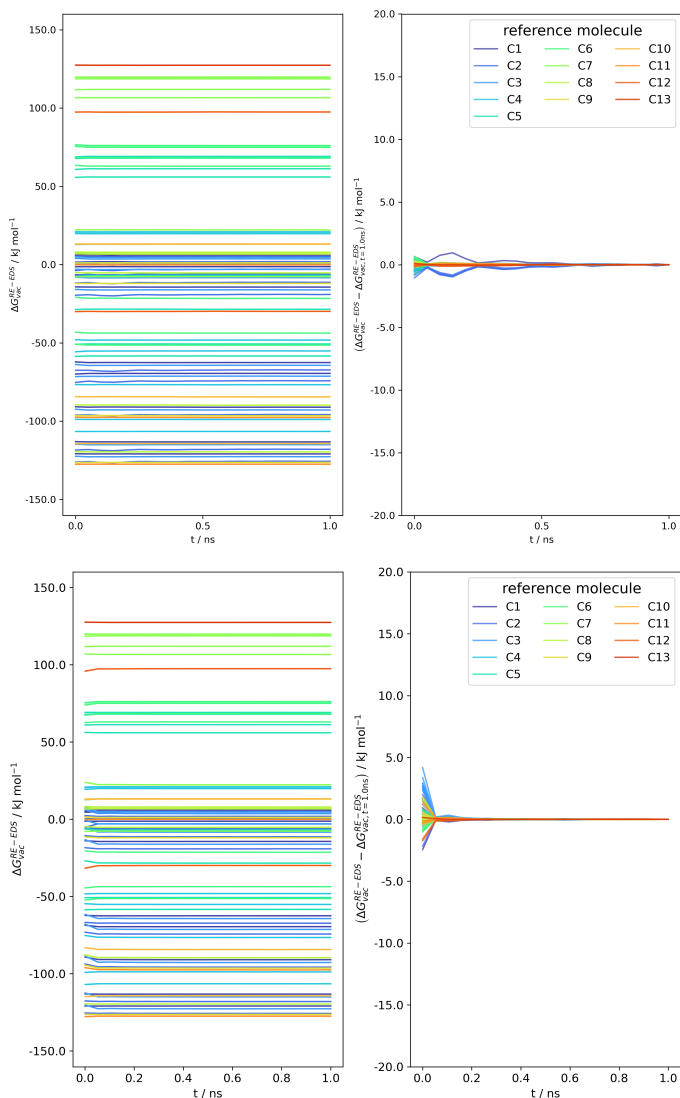 150.0
100.0
50.0
0.0
-50.0
-100.0
-150.0
ΔG_{vac}^{RE−EDS} / kJ mol⁻¹
0.0
0.5
1.0
t / ns
20.0
15.0
10.0
5.0
0.0
-5.0
-10.0
-15.0
-20.0
(ΔG_{vac}^{RE−EDS} − ΔG_{vac, t=1.0ns}^{RE−EDS}) / kJ mol⁻¹
0.0
0.5
1.0
t / ns
reference molecule
C1
C2
C3
C4
C5
C6
C7
C8
C9
C10
C11
C12
C13
150.0
100.0
50.0
0.0
-50.0
-100.0
-150.0
ΔG_{vac}^{RE−EDS} / kJ mol⁻¹
0.0
0.2
0.4
0.6
0.8
1.0
t / ns
20.0
15.0
10.0
5.0
0.0
-5.0
-10.0
-15.0
-20.0
(ΔG_{vac}^{RE−EDS} − ΔG_{vac, t=1.0ns}^{RE−EDS}) / kJ mol⁻¹
0.0
0.2
0.4
0.6
0.8
1.0
t / ns
reference molecule
C1
C2
C3
C4
C5
C6
C7
C8
C9
C10
C11
C12
C13